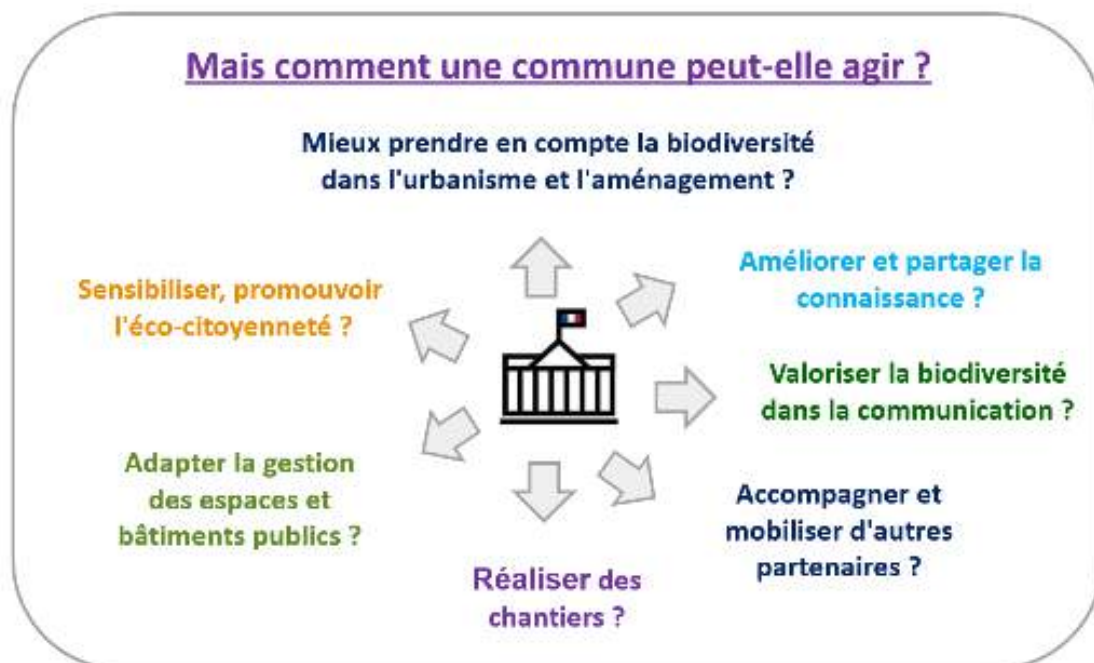 Mais comment une commune peut-elle agir ?
Mieux prendre en compte la biodiversité
dans l'urbanisme et l'aménagement ?
Améliorer et partager la
connaissance ?
Valoriser la biodiversité
dans la communication ?
Accompagner et
mobiliser d'autres
partenaires ?
Réaliser des
chantiers ?
Adapter la gestion
des espaces et
bâtiments publics ?
Sensibiliser, promouvoir
l'éco-citoyenneté ?